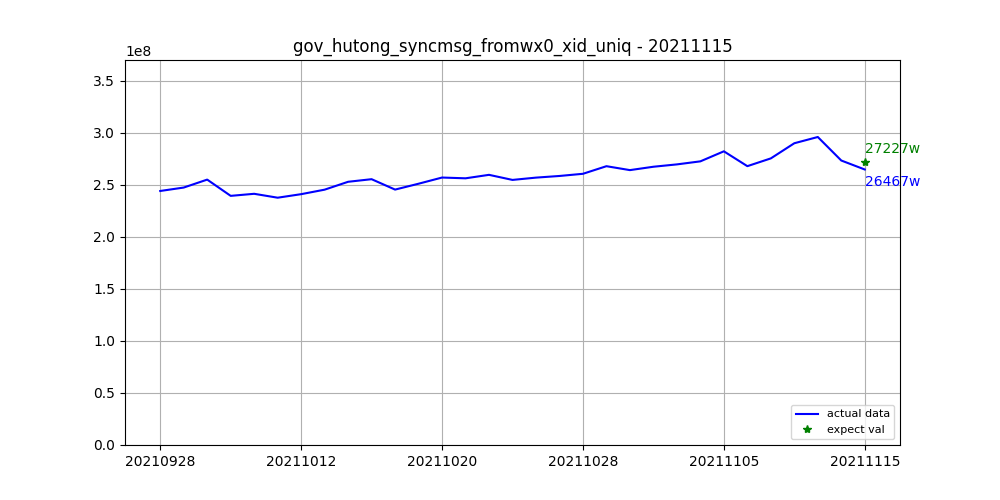 gov_hutong_syncmsg_fromwx0_xid_uniq - 20211115
1e8
3.5
3.0
2.5
2.0
1.5
1.0
0.5
0.0
27227w
26467w
actual data
expect val
20210928
20211012
20211020
20211028
20211105
20211115